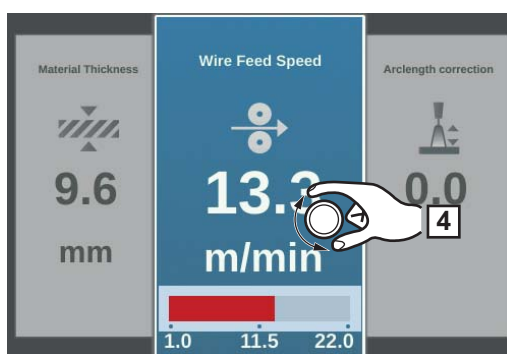 Material Thickness
9.6
mm
Wire Feed Speed
13.3
m/min
1.0 11.5 22.0
Arclength correction
0.0
4